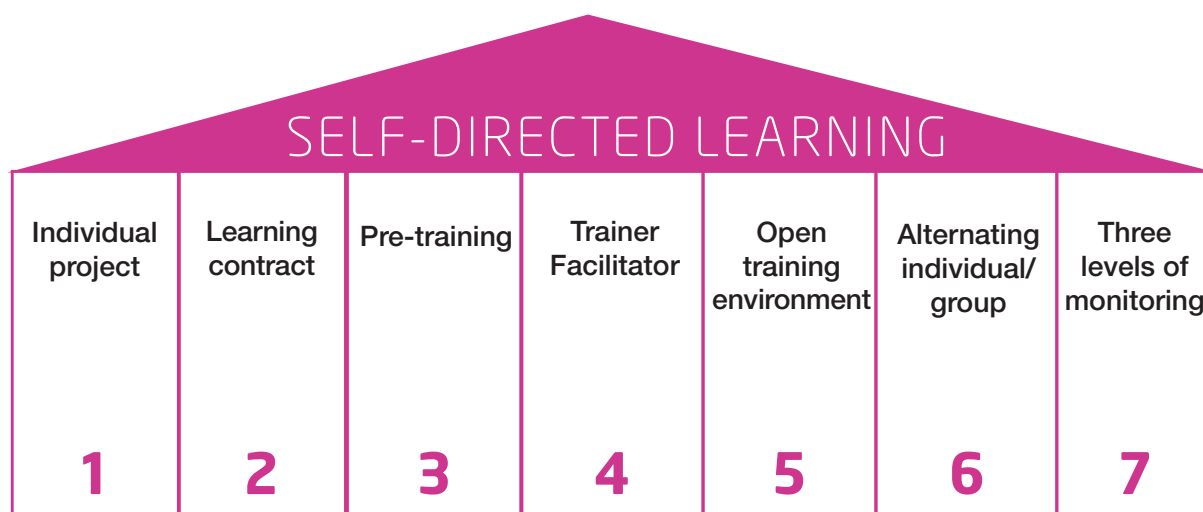 SELF-DIRECTED LEARNING
Individual
project
1
Learning
contract
2
Pre-training
3
Trainer
Facilitator
4
Open
training
environment
5
Alternating
individual/
group
6
Three
levels of
monitoring
7